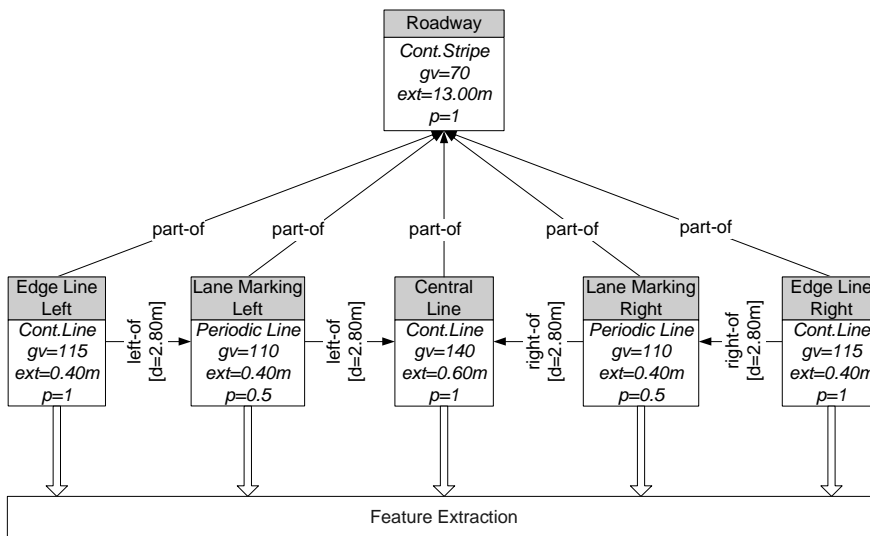 Roadway
Cont.Stripe
gv=70
ext=13.00m
p=1
part-of
part-of
part-of
part-of
part-of
Edge Line
Left
Cont.Line
gv=115
ext=0.40m
p=1
left-of
[d=2.80m]
Lane Marking
Left
Periodic Line
gv=110
ext=0.40m
p=0.5
left-of
[d=2.80m]
Central
Line
Cont.Line
gv=140
ext=0.60m
p=1
right-of
[d=2.80m]
Lane Marking
Right
Periodic Line
gv=110
ext=0.40m
p=0.5
right-of
[d=2.80m]
Edge Line
Right
Cont.Line
gv=115
ext=0.40m
p=1
Feature Extraction